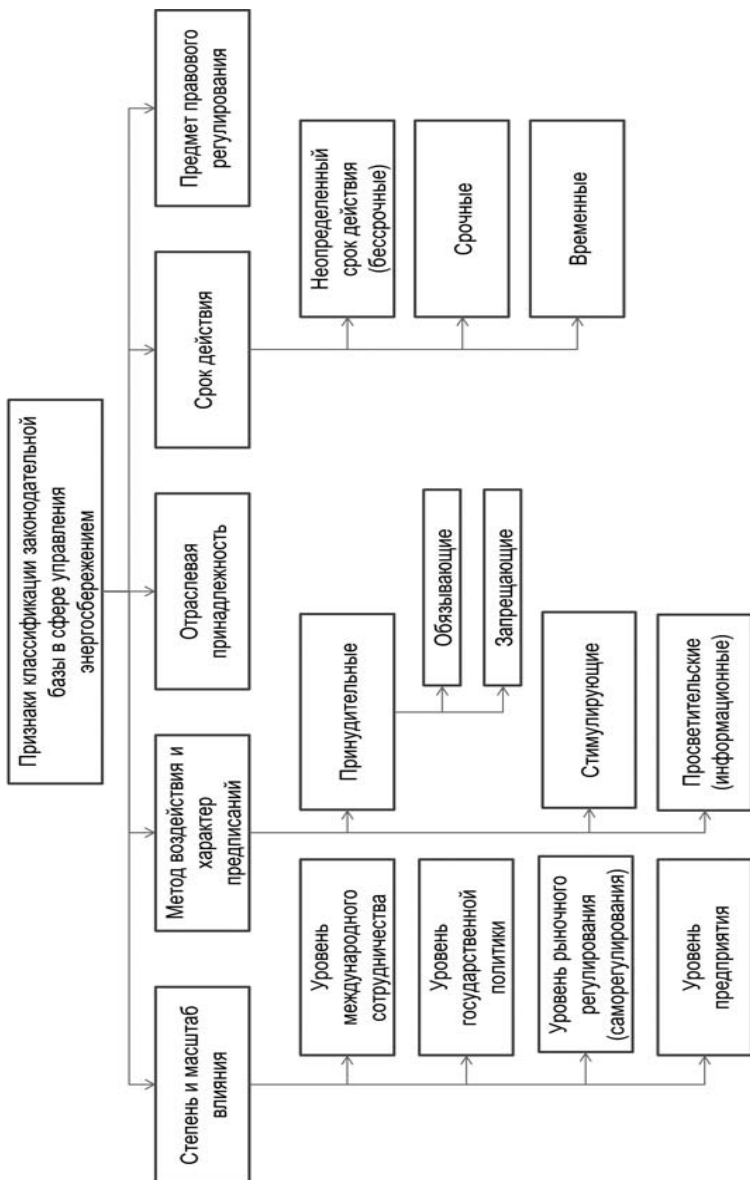 Признаки классификации законодательной
базы в сфере управления
энергосбережением
Степень и масштаб
влияния
Метод воздействия и
характер
предписаний
Отраслевая
принадлежность
Срок действия
Предмет правового
регулирования
Уровень
международного
сотрудничества
Уровень
государственной
политики
Уровень рыночного
регулирования
(саморегулирования)
Уровень
предприятия
Принудительные
Обязывающие
Запрещающие
Стимулирующие
Просветительские
(информационные)
Неопределенный
срок действия
(бессрочные)
Срочные
Временные